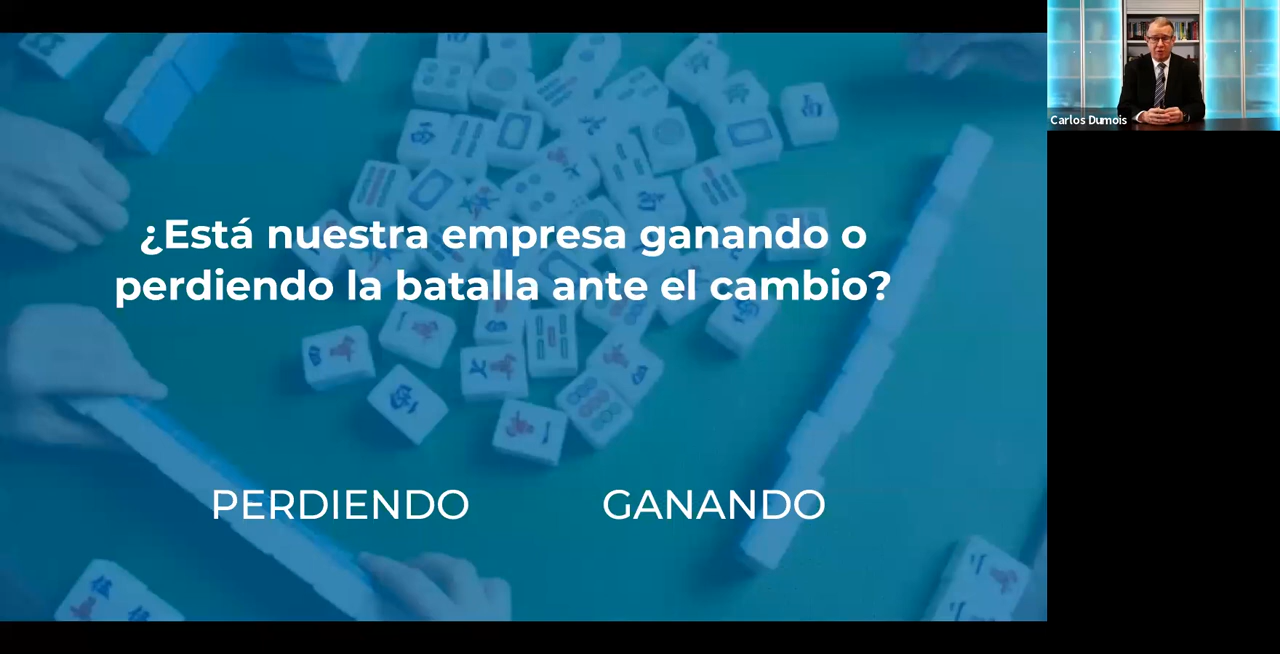 ¿Está nuestra empresa ganando o
perdiendo la batalla ante el cambio?
PERDIENDO GANANDO
Carlos Dumois